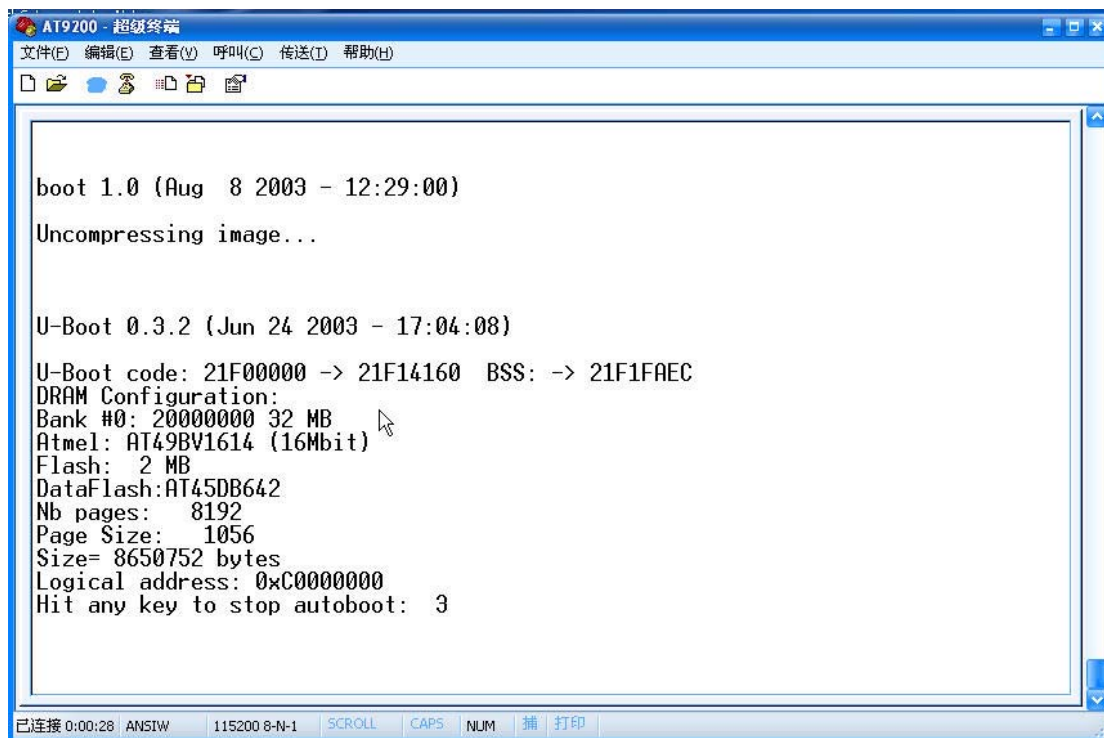 AT9200 - 超级终端
文件(F) 编辑(E) 查看(V) 呼叫(C) 传送(T) 帮助(H)
boot 1.0 (Aug  8 2003 - 12:29:00)
Uncompressing image...
U-Boot 0.3.2 (Jun 24 2003 - 17:04:08)
U-Boot code: 21F00000 -> 21F14160  BSS: -> 21F1FAEC
DRAM Configuration:
Bank #0: 20000000 32 MB
Atmel: AT49BV1614 (16Mbit)
Flash:  2 MB
DataFlash:AT45DB642
Nb pages:   8192
Page Size:   1056
Size= 8650752 bytes
Logical address: 0xC0000000
Hit any key to stop autoboot:  3
已连接 0:00:28 ANSIW 115200 8-N-1 SCROLL CAPS NUM 捕 打印